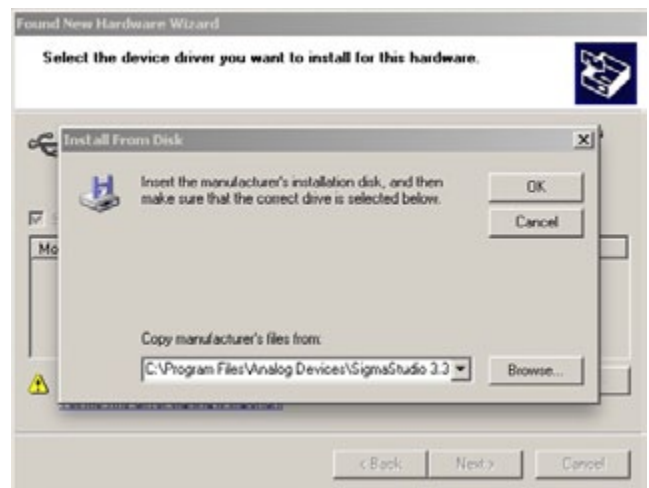 Found New Hardware Wizard
Select the device driver you want to install for this hardware.
Install From Disk
Insert the manufacturer's installation disk, and then
make sure that the correct drive is selected below.
OK
Cancel
Mo
Copy manufacturer's files from:
C:\Program Files\Analog Devices\SigmaStudio 3.3
Browse...
< Back
Next >
Cancel